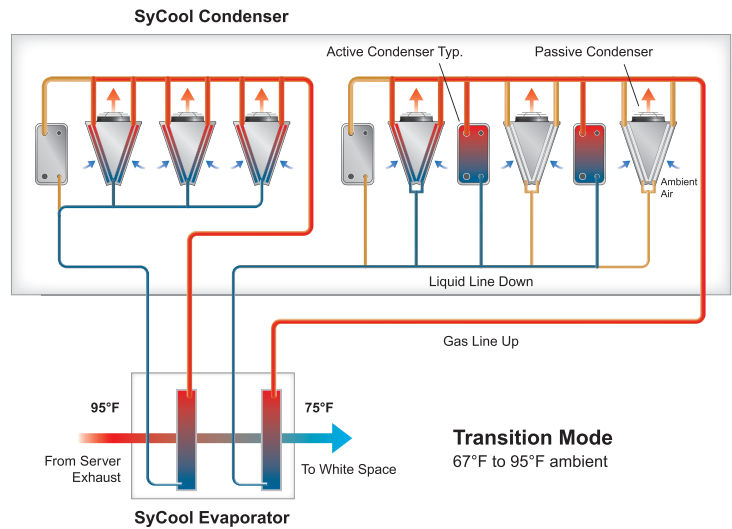 SyCool Condenser
Active Condenser Typ.
Passive Condenser
Ambient
Air
Liquid Line Down
Gas Line Up
95°F
75°F
From Server
Exhaust
To White Space
Transition Mode
67°F to 95°F ambient
SyCool Evaporator